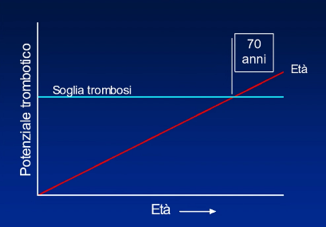 70
anni
Età
Soglia trombosi
Potenziale trombotico
Età